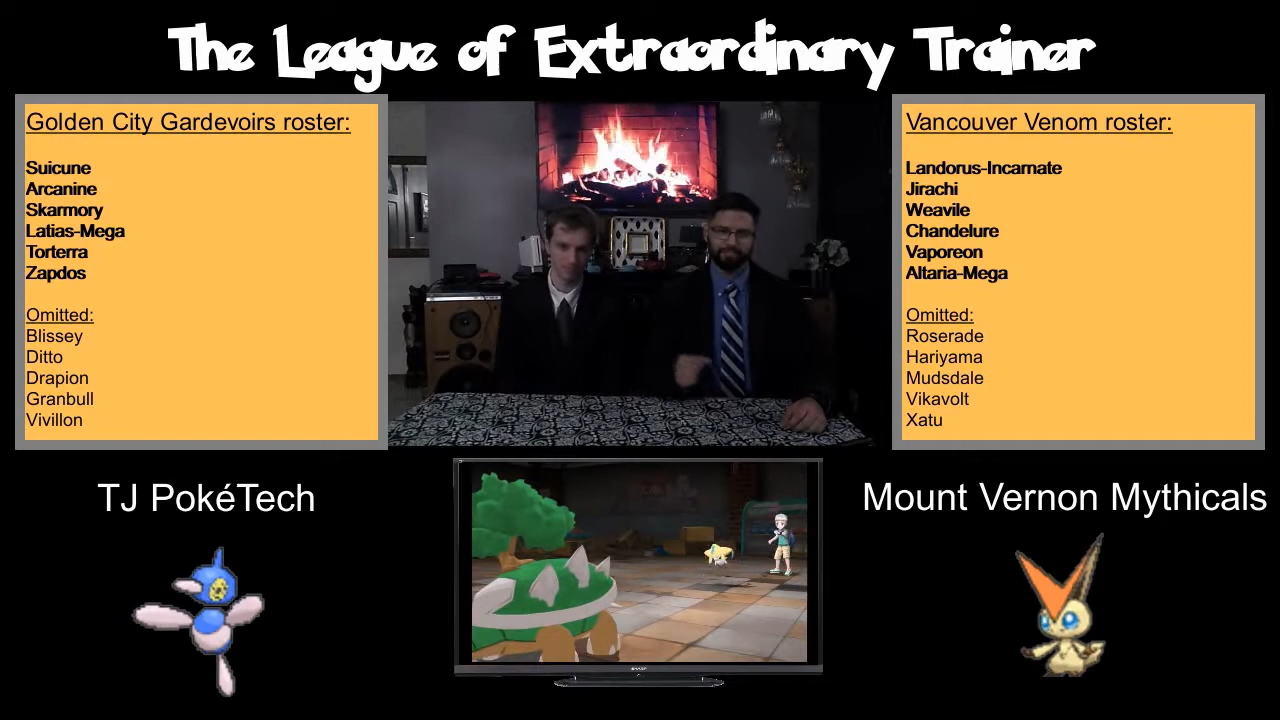 The League of Extraordinary Trainer
Golden City Gardevoirs roster:
Suicune
Arcanine
Skarmory
Latias-Mega
Torterra
Zapdos
Omitted:
Blissey
Ditto
Drapion
Granbull
Vivillon
Vancouver Venom roster:
Landorus-Incarnate
Jirachi
Weavile
Chandelure
Vaporeon
Altaria-Mega
Omitted:
Roserade
Hariyama
Mudsdale
Vikavolt
Xatu
TJ PokéTech
Mount Vernon Mythicals
SHARP